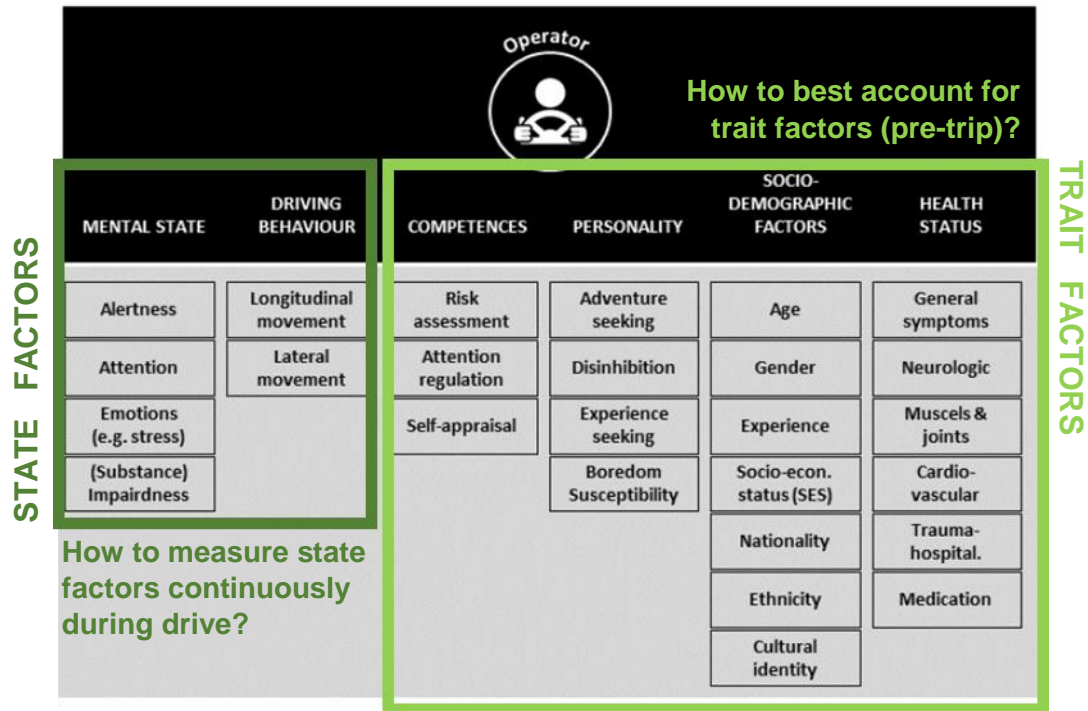 Operator
How to best account for
trait factors (pre-trip)?
STATE FACTORS
TRAIT FACTORS
MENTAL STATE
DRIVING
BEHAVIOUR
COMPETENCES
PERSONALITY
SOCIO-
DEMOGRAPHIC
FACTORS
HEALTH
STATUS
Alertness
Attention
Emotions
(e.g. stress)
(Substance)
Impairdness
Longitudinal
movement
Lateral
movement
Risk
assessment
Attention
regulation
Self-appraisal
Adventure
seeking
Disinhibition
Experience
seeking
Boredom
Susceptibility
Age
Gender
Experience
Socio-econ.
status (SES)
Nationality
Ethnicity
Cultural
identity
General
symptoms
Neurologic
Muscels &
joints
Cardio-
vascular
Trauma-
hospital.
Medication
How to measure state
factors continuously
during drive?